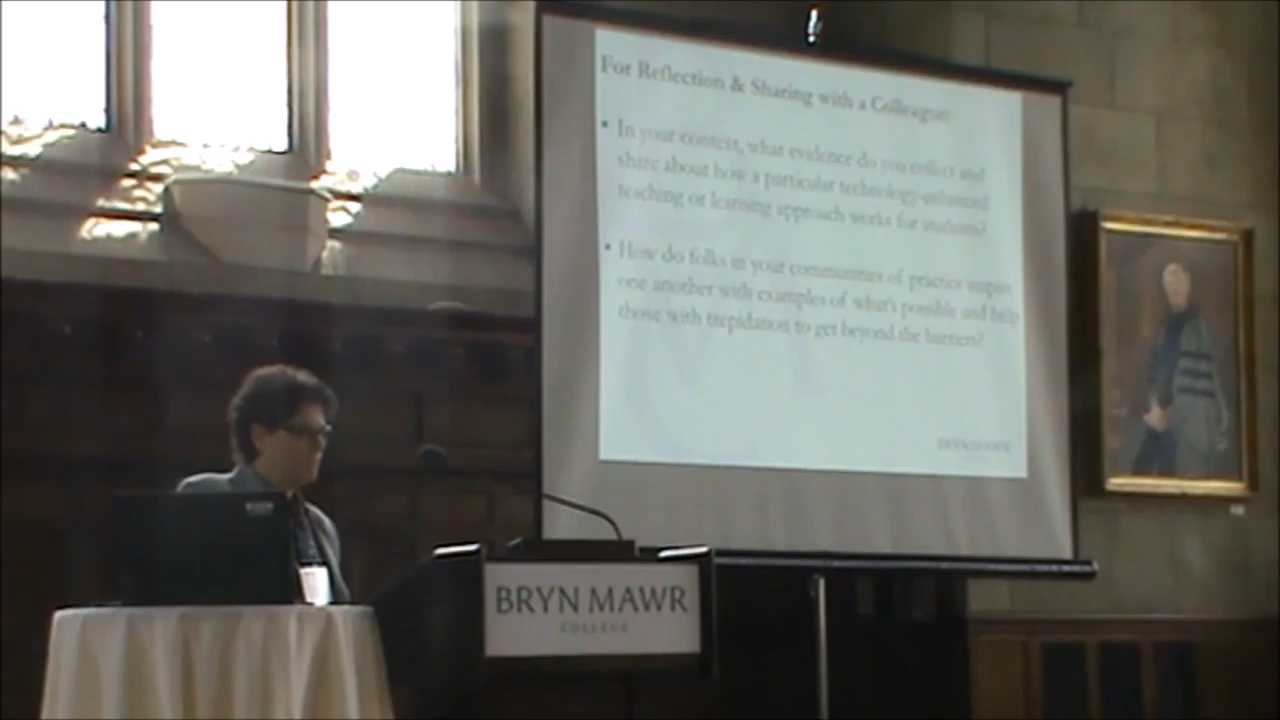 For Reflection & Sharing with a Colleague:
• In your context, what evidence do you collect and
share about how a particular technology-enhanced
teaching or learning approach works for students?
• How do folks in your communities of practice inspire
one another with examples of what's possible and help
those with trepidation to get beyond the barriers?
BRYN MAWR
BRYN MAWR
COLLEGE